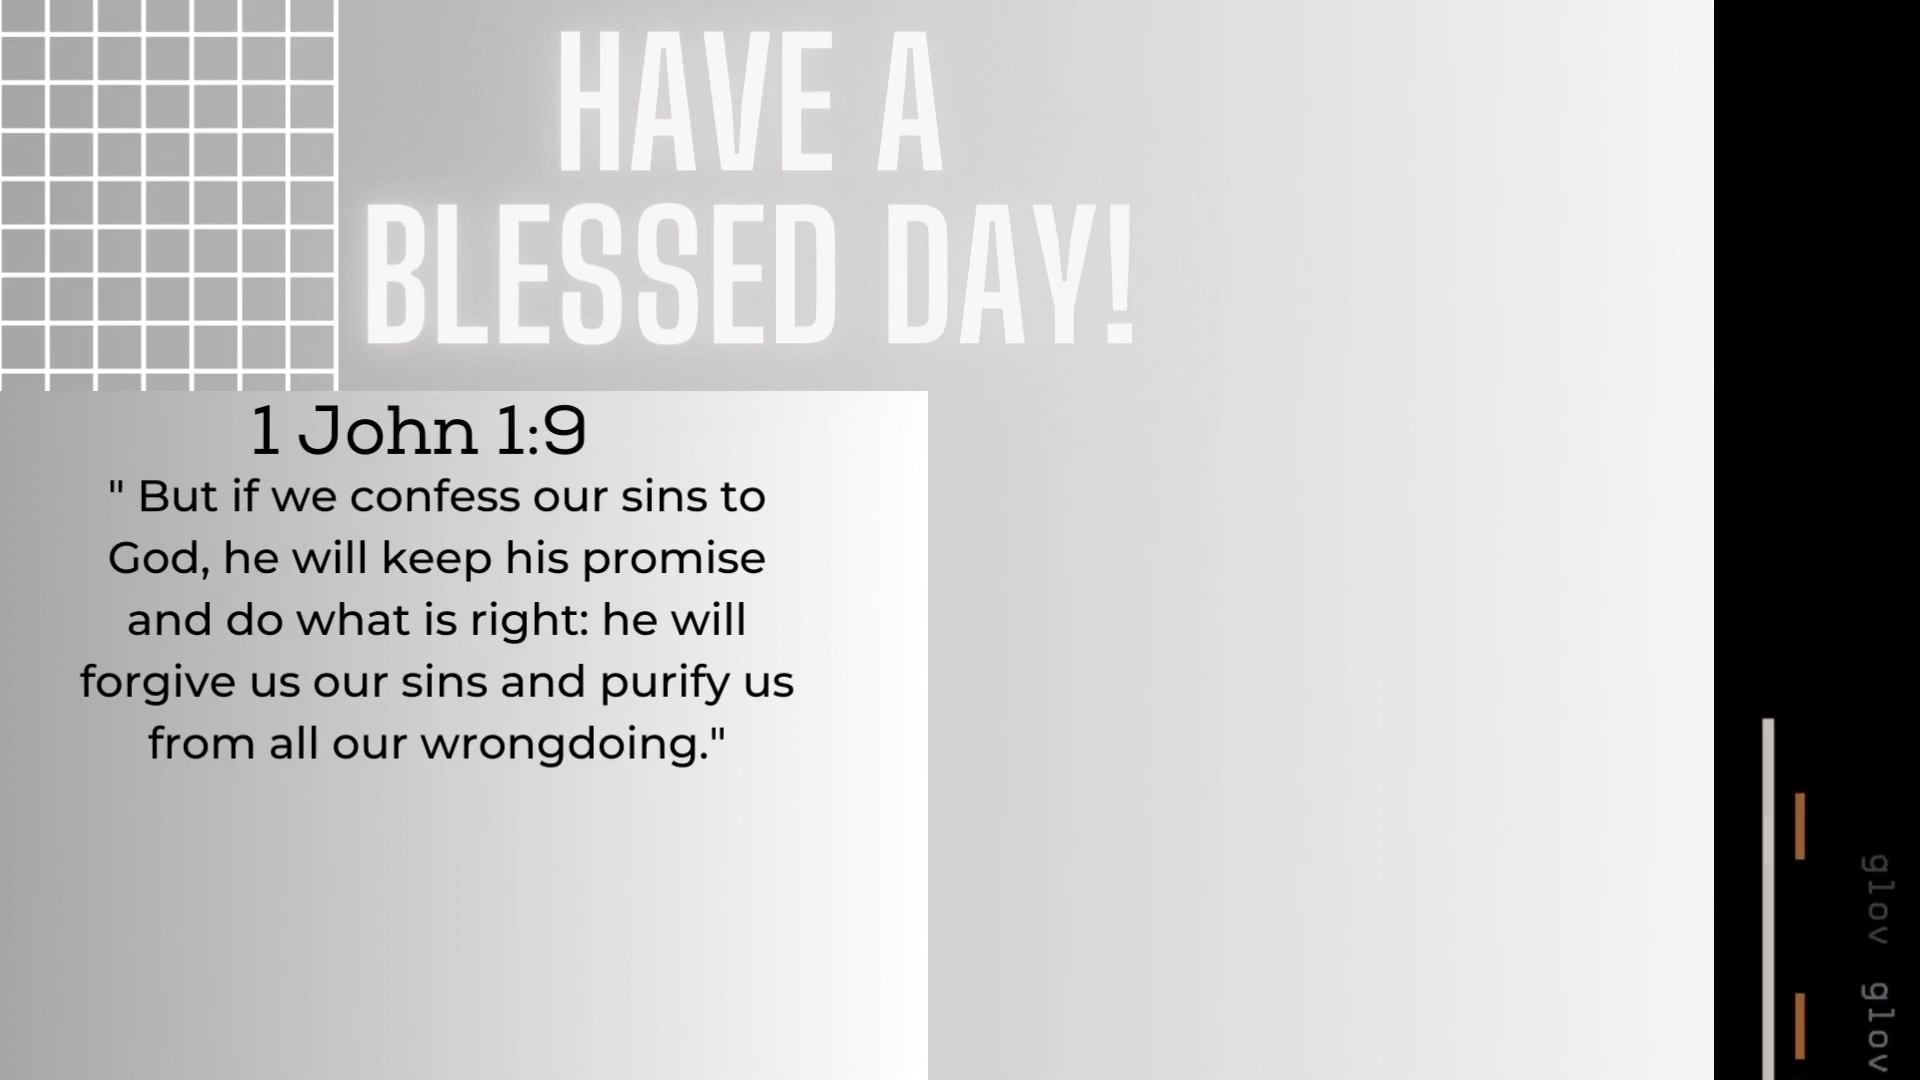 HAVE A
BLESSED DAY!
1 John 1:9
" But if we confess our sins to
God, he will keep his promise
and do what is right: he will
forgive us our sins and purify us
from all our wrongdoing."
glov glov